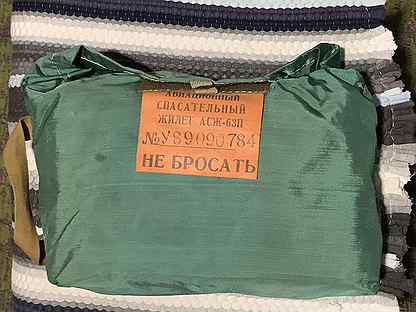 АВИАЦИОННЫЙ
СПАСАТЕЛЬНЫЙ
ЖИЛЕТ АСЖ-63П
№У89090784
НЕ БРОСАТЬ